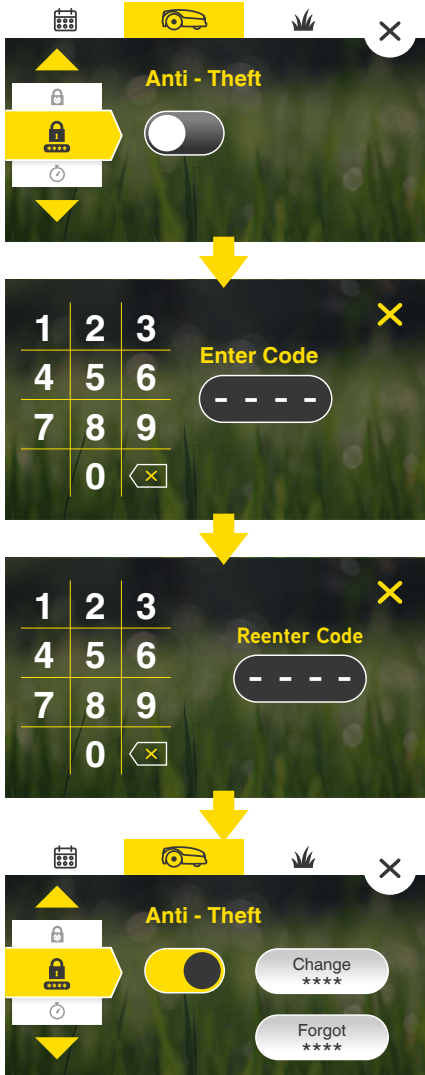 Anti - Theft
****
1 2 3
Enter Code
4 5 6
- - - -
7 8 9
0
1 2 3
Reenter Code
4 5 6
- - - -
7 8 9
0
Anti - Theft
****
Change
****
Forgot
****